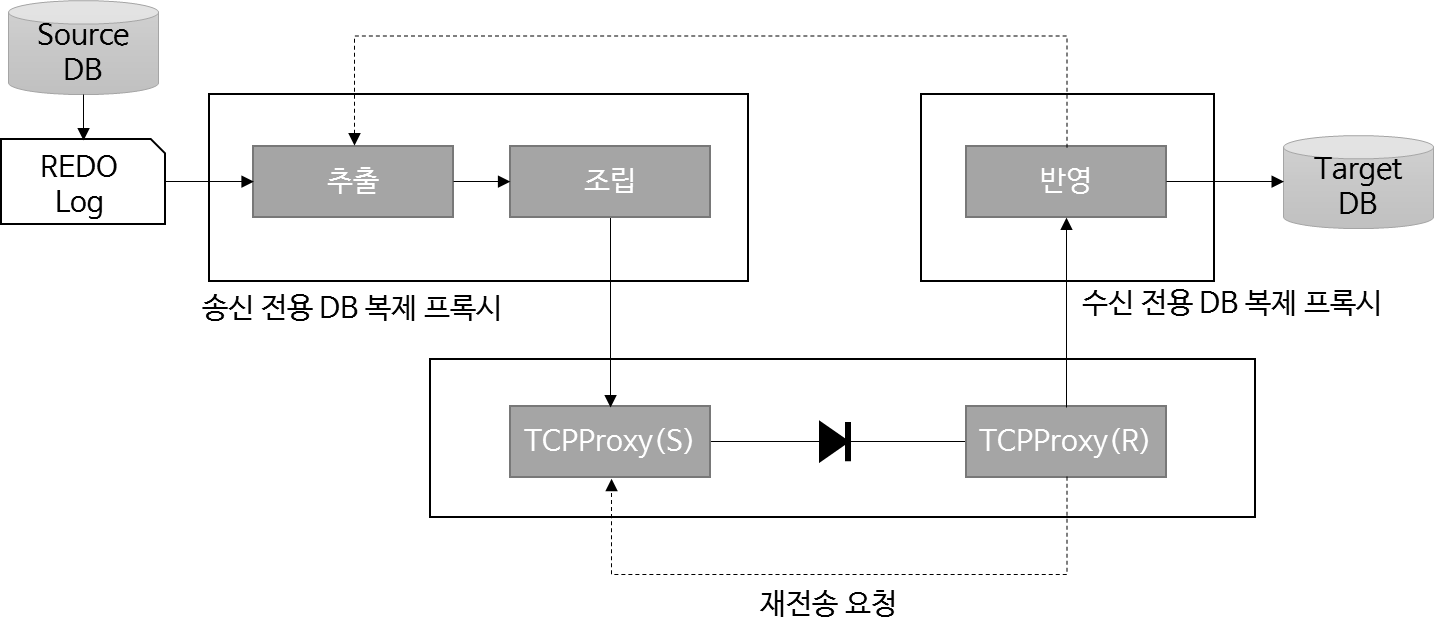 Source
DB
REDO
Log
추출
조립
반영
Target
DB
송신 전용 DB 복제 프록시
수신 전용 DB 복제 프록시
TCPProxy(S)
TCPProxy(R)
재전송 요청